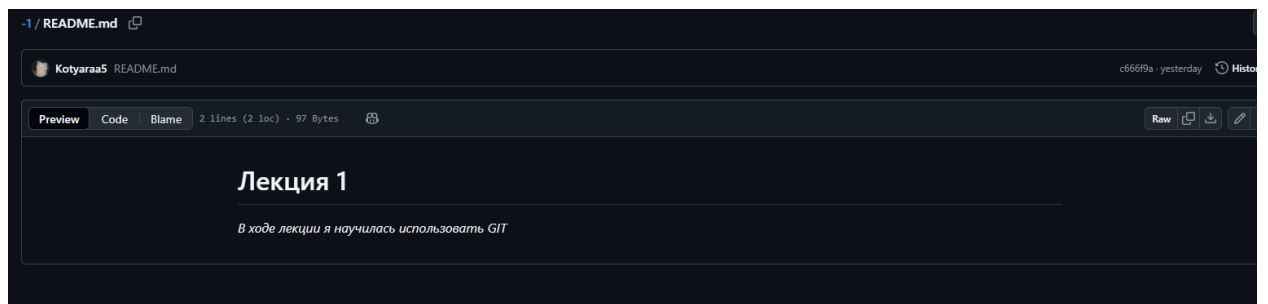 -1 / README.md
Kotyaraa5 README.md c666f9a · yesterday Histo
Preview Code Blame 2 lines (2 loc) · 97 Bytes Raw
Лекция 1
В ходе лекции я научилась использовать GIT